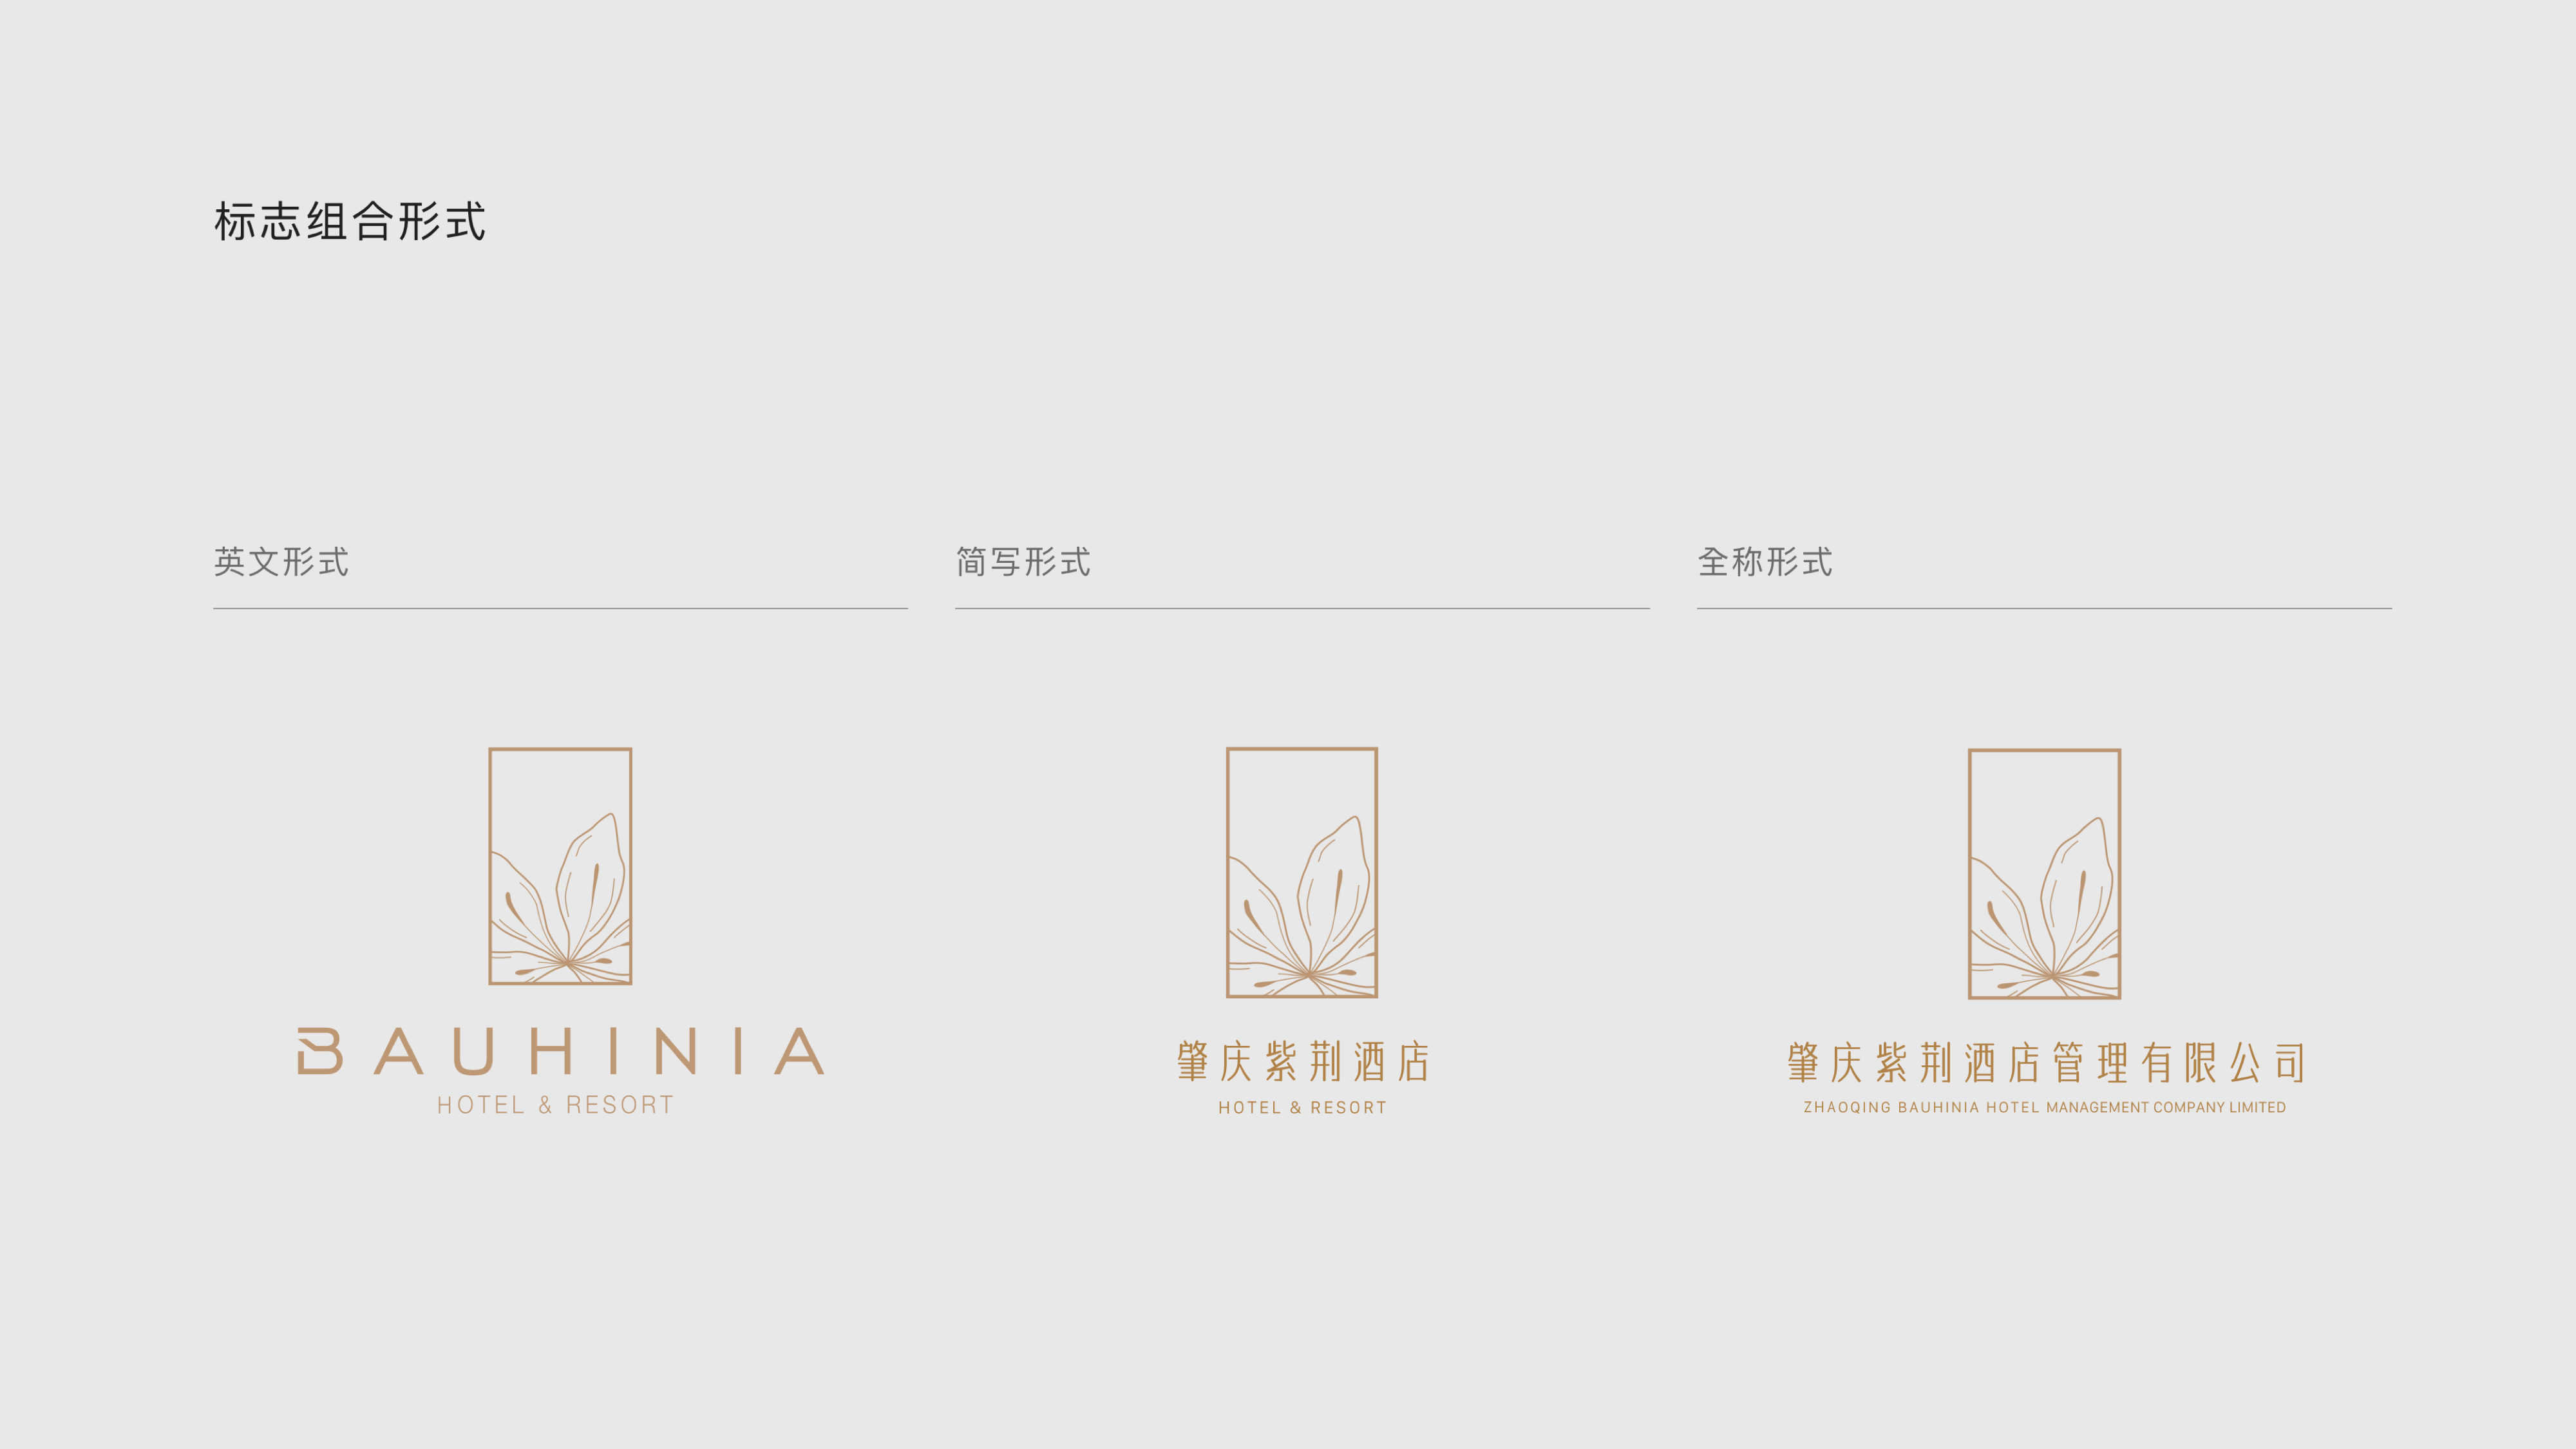 标志组合形式
英文形式
BAUHINIA
HOTEL & RESORT
简写形式
肇庆紫荆酒店
HOTEL & RESORT
全称形式
肇庆紫荆酒店管理有限公司
ZHAOQING BAUHINIA HOTEL MANAGEMENT COMPANY LIMITED